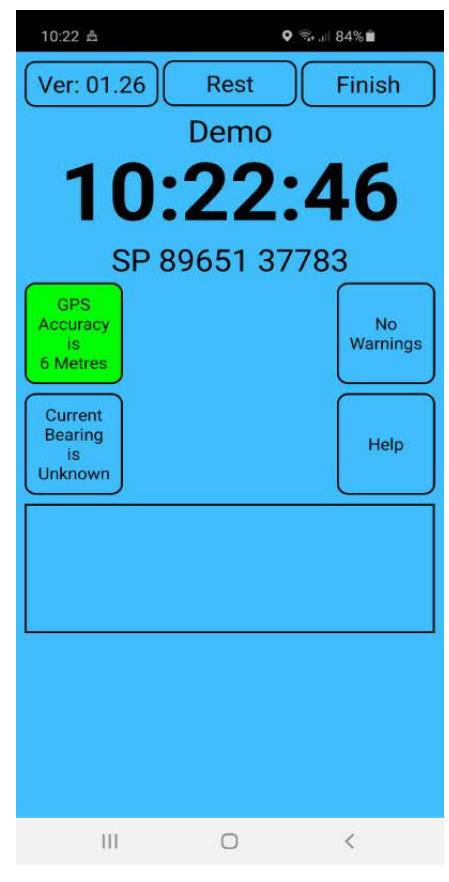 10:22
84%
Ver: 01.26
Rest
Finish
Demo
10:22:46
SP 89651 37783
GPS
Accuracy
is
6 Metres
No
Warnings
Current
Bearing
is
Unknown
Help